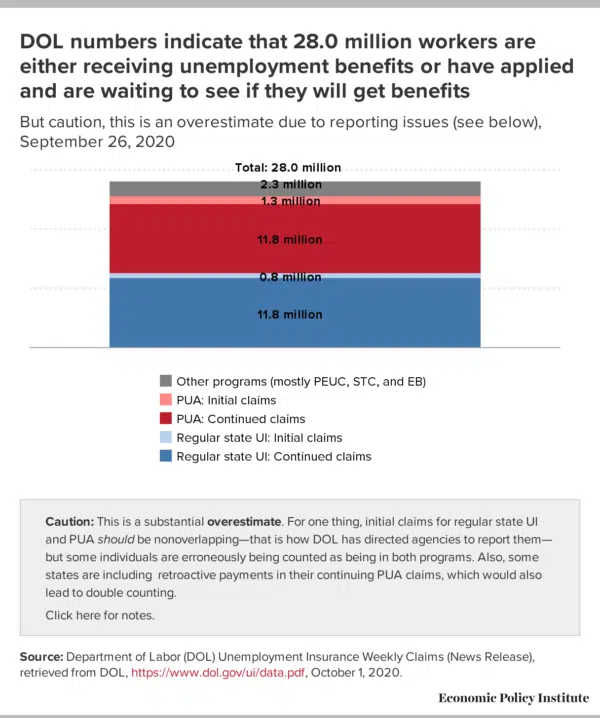 DOL numbers indicate that 28.0 million workers are
either receiving unemployment benefits or have applied
and are waiting to see if they will get benefits
But caution, this is an overestimate due to reporting issues (see below),
September 26, 2020
Total: 28.0 million
2.3 million
1.3 million
11.8 million
0.8 million
11.8 million
Other programs (mostly PEUC, STC, and EB)
PUA: Initial claims
PUA: Continued claims
Regular state UI: Initial claims
Regular state UI: Continued claims
Caution: This is a substantial overestimate. For one thing, initial claims for regular state UI
and PUA should be nonoverlapping—that is how DOL has directed agencies to report them—
but some individuals are erroneously being counted as being in both programs. Also, some
states are including retroactive payments in their continuing PUA claims, which would also
lead to double counting.
Click here for notes.
Source: Department of Labor (DOL) Unemployment Insurance Weekly Claims (News Release),
retrieved from DOL, https://www.dol.gov/ui/data.pdf, October 1, 2020.
Economic Policy Institute